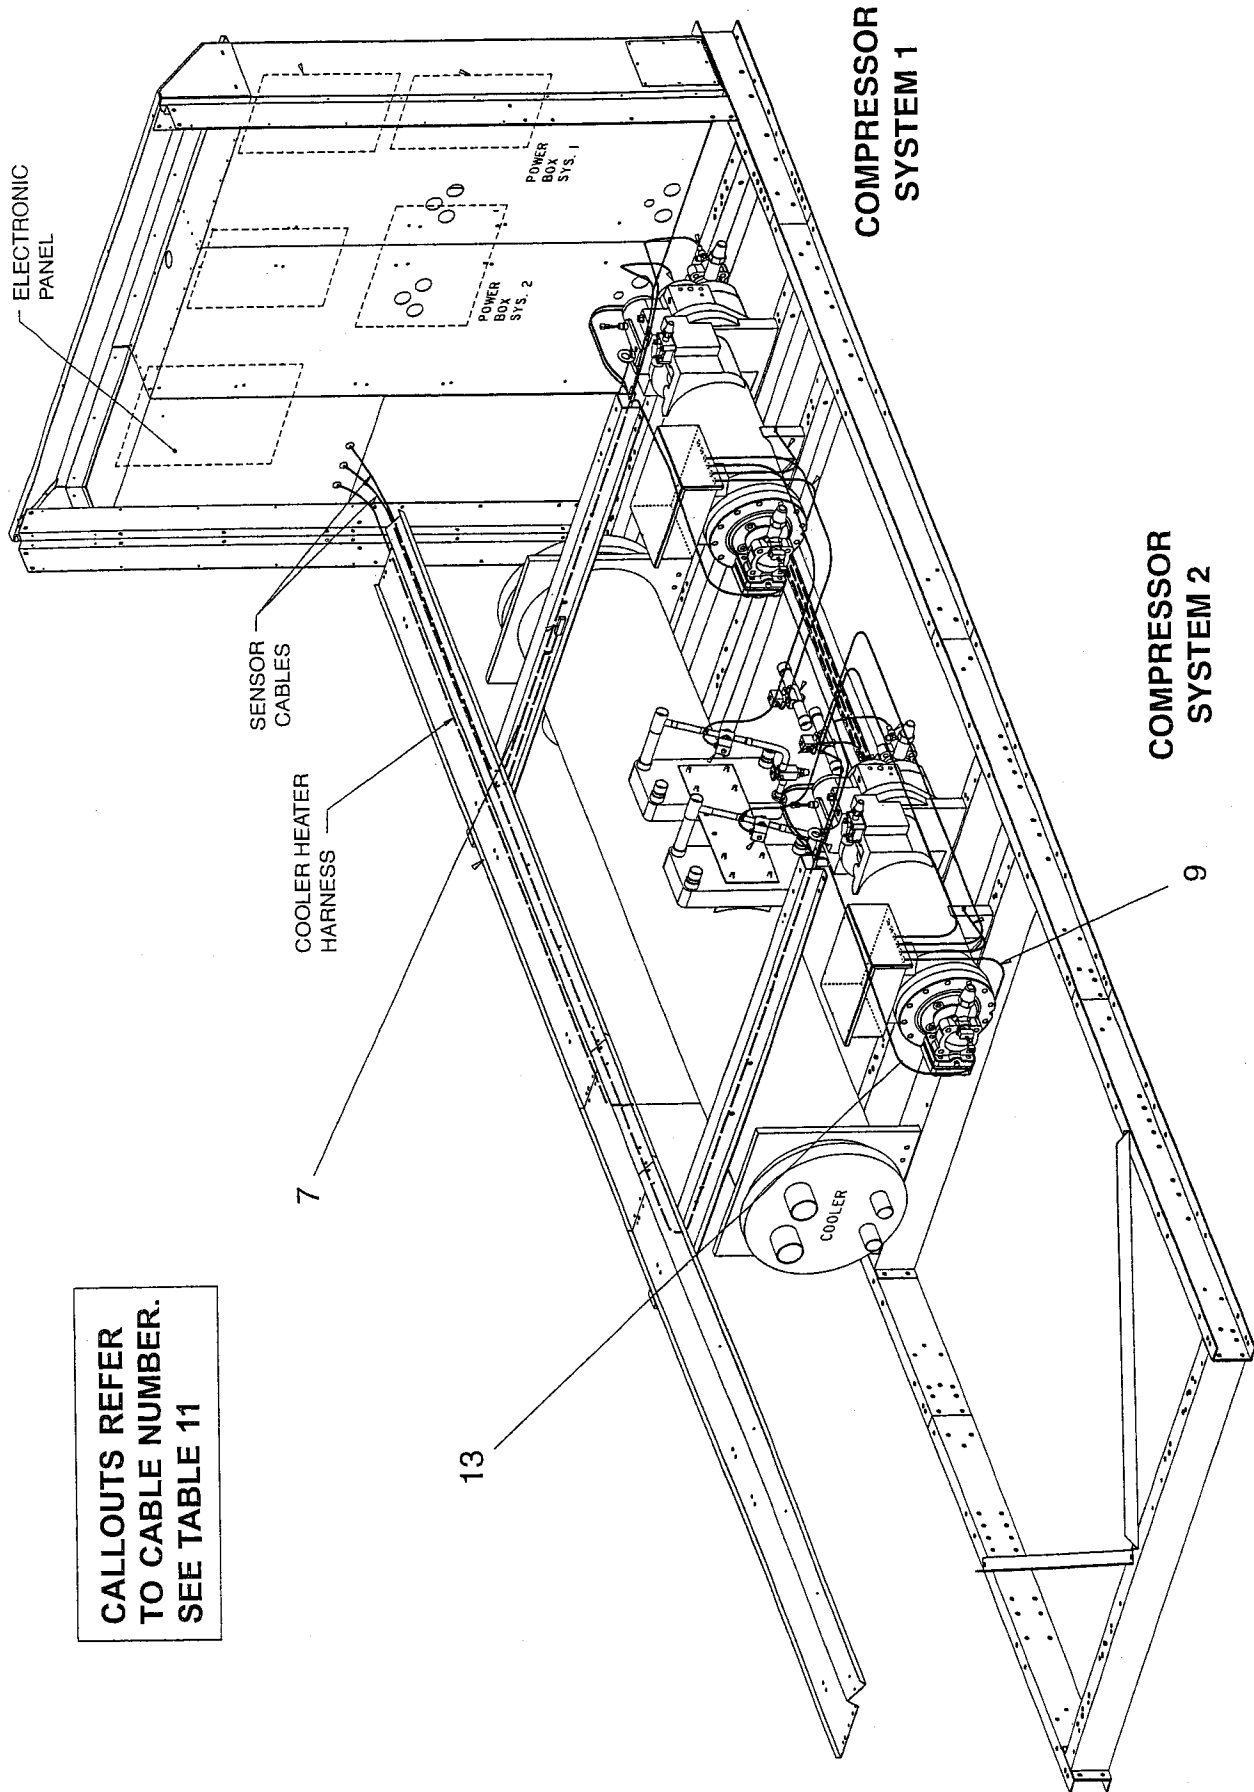 CALLOUTS REFER
TO CABLE NUMBER.
SEE TABLE 11
7
13
COOLER HEATER
HARNESS
SENSOR
CABLES
ELECTRONIC
PANEL
POWER
BOX
SYS. 2
POWER
BOX
SYS. 1
COOLER
9
COMPRESSOR
SYSTEM 2
COMPRESSOR
SYSTEM 1